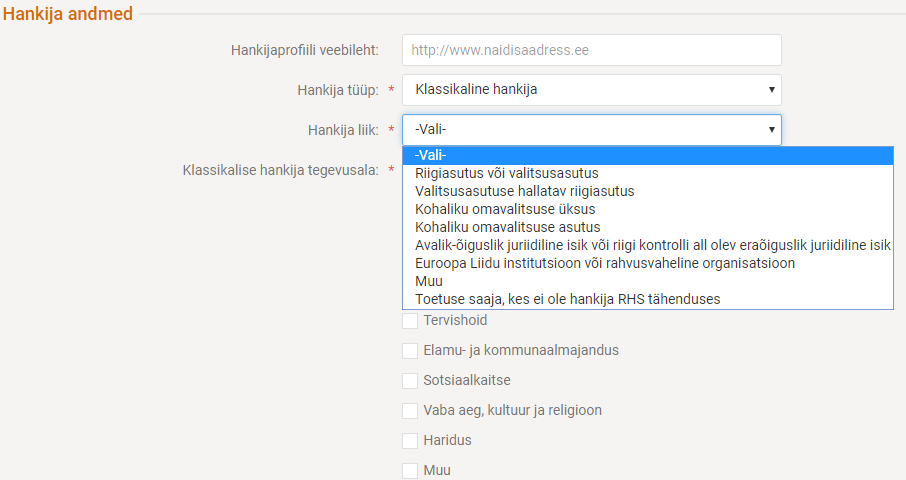 Hankija andmed
Hankijaprofiili veebileht: http://www.naidisaadress.ee
Hankija tüüp: * Klassikaline hankija
Hankija liik: * -Vali-
-Vali-
Klassikalise hankija tegevusala: * Riigiasutus või valitsusasutus
Valitsusasutuse hallatav riigiasutus
Kohaliku omavalitsuse üksus
Kohaliku omavalitsuse asutus
Avalik-õiguslik juriidiline isik või riigi kontrolli all olev eraõiguslik juriidiline isik
Euroopa Liidu institutsioon või rahvusvaheline organisatsioon
Muu
Toetuse saaja, kes ei ole hankija RHS tähenduses
Tervishoid
Elamu- ja kommunaalmajandus
Sotsiaalkaitse
Vaba aeg, kultuur ja religioon
Haridus
Muu